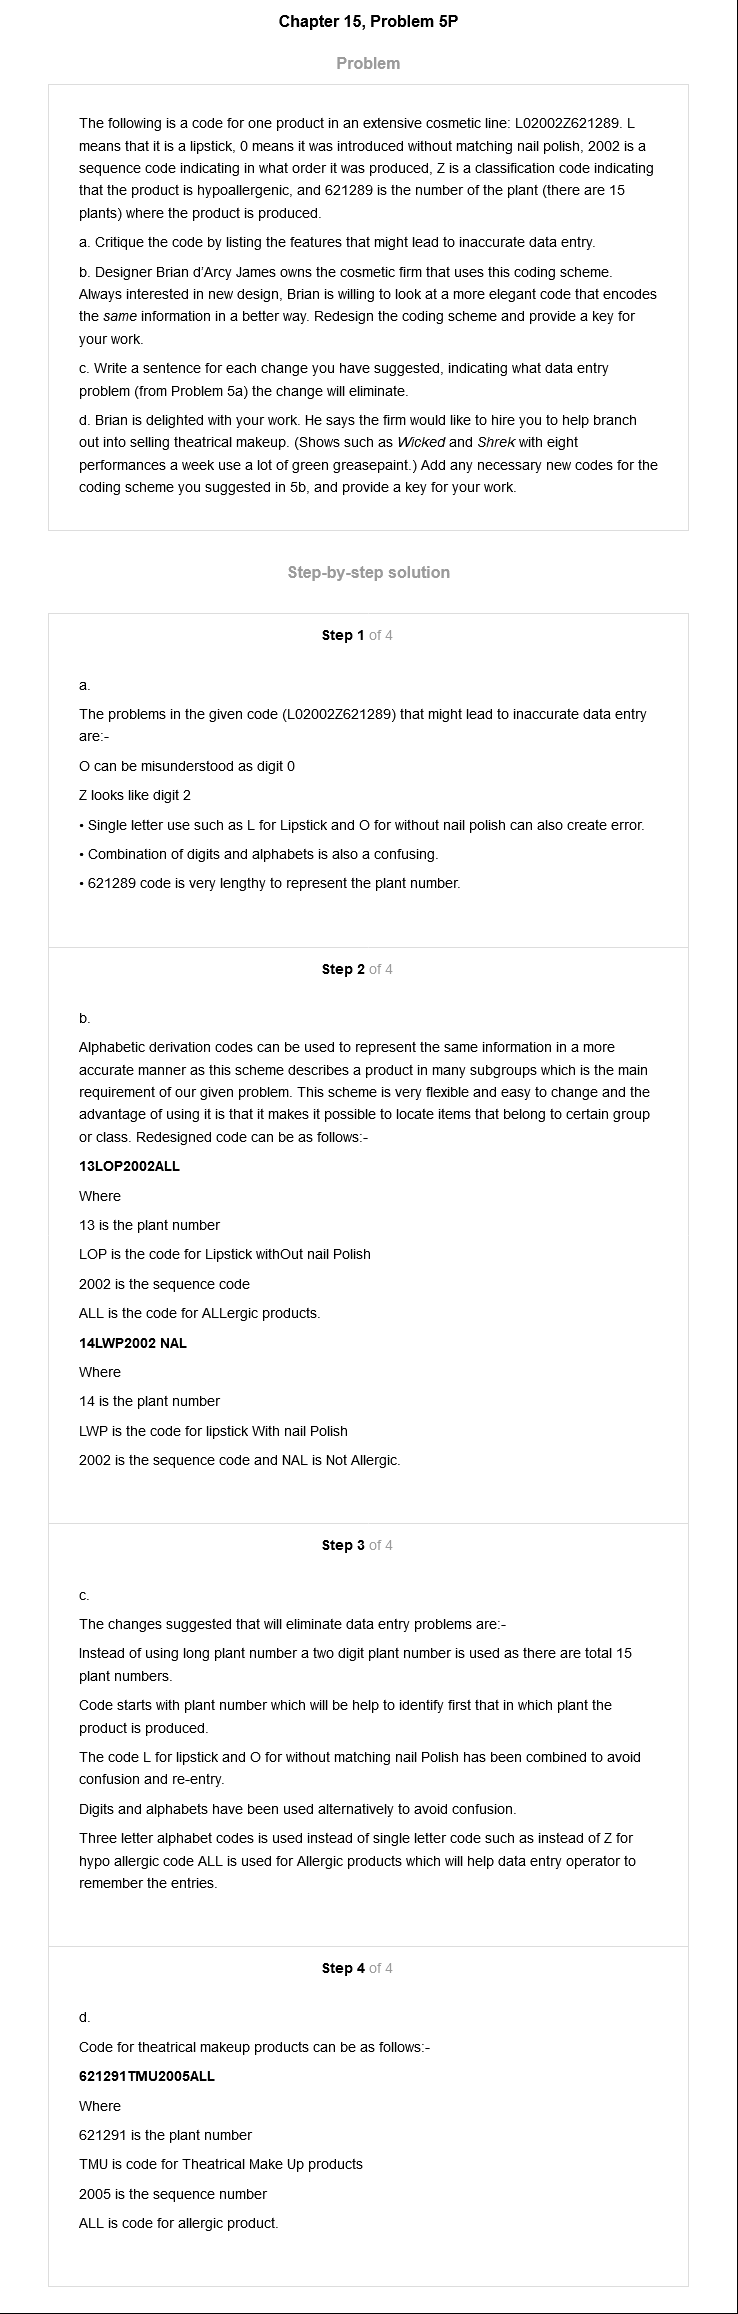 Chapter 15, Problem 5P
Problem
The following is a code for one product in an extensive cosmetic line: L02002Z621289. L
means that it is a lipstick, 0 means it was introduced without matching nail polish, 2002 is a
sequence code indicating in what order it was produced, Z is a classification code indicating
that the product is hypoallergenic, and 621289 is the number of the plant (there are 15
plants) where the product is produced.
a. Critique the code by listing the features that might lead to inaccurate data entry.
b. Designer Brian d'Arcy James owns the cosmetic firm that uses this coding scheme.
Always interested in new design, Brian is willing to look at a more elegant code that encodes
the same information in a better way. Redesign the coding scheme and provide a key for
your work.
c. Write a sentence for each change you have suggested, indicating what data entry
problem (from Problem 5a) the change will eliminate.
d. Brian is delighted with your work. He says the firm would like to hire you to help branch
out into selling theatrical makeup. (Shows such as Wicked and Shrek with eight
performances a week use a lot of green greasepaint.) Add any necessary new codes for the
coding scheme you suggested in 5b, and provide a key for your work.
Step-by-step solution
Step 1 of 4
a.
The problems in the given code (L02002Z621289) that might lead to inaccurate data entry
are:-
O can be misunderstood as digit 0
Z looks like digit 2
• Single letter use such as L for Lipstick and O for without nail polish can also create error.
• Combination of digits and alphabets is also a confusing.
• 621289 code is very lengthy to represent the plant number.
Step 2 of 4
b.
Alphabetic derivation codes can be used to represent the same information in a more
accurate manner as this scheme describes a product in many subgroups which is the main
requirement of our given problem. This scheme is very flexible and easy to change and the
advantage of using it is that it makes it possible to locate items that belong to certain group
or class. Redesigned code can be as follows:-
13LOP2002ALL
Where
13 is the plant number
LOP is the code for Lipstick withOut nail Polish
2002 is the sequence code
ALL is the code for ALLergic products.
14LWP2002 NAL
Where
14 is the plant number
LWP is the code for lipstick With nail Polish
2002 is the sequence code and NAL is Not Allergic.
Step 3 of 4
c.
The changes suggested that will eliminate data entry problems are:-
Instead of using long plant number a two digit plant number is used as there are total 15
plant numbers.
Code starts with plant number which will be help to identify first that in which plant the
product is produced.
The code L for lipstick and O for without matching nail Polish has been combined to avoid
confusion and re-entry.
Digits and alphabets have been used alternatively to avoid confusion.
Three letter alphabet codes is used instead of single letter code such as instead of Z for
hypo allergic code ALL is used for Allergic products which will help data entry operator to
remember the entries.
Step 4 of 4
d.
Code for theatrical makeup products can be as follows:-
621291TMU2005ALL
Where
621291 is the plant number
TMU is code for Theatrical Make Up products
2005 is the sequence number
ALL is code for allergic product.